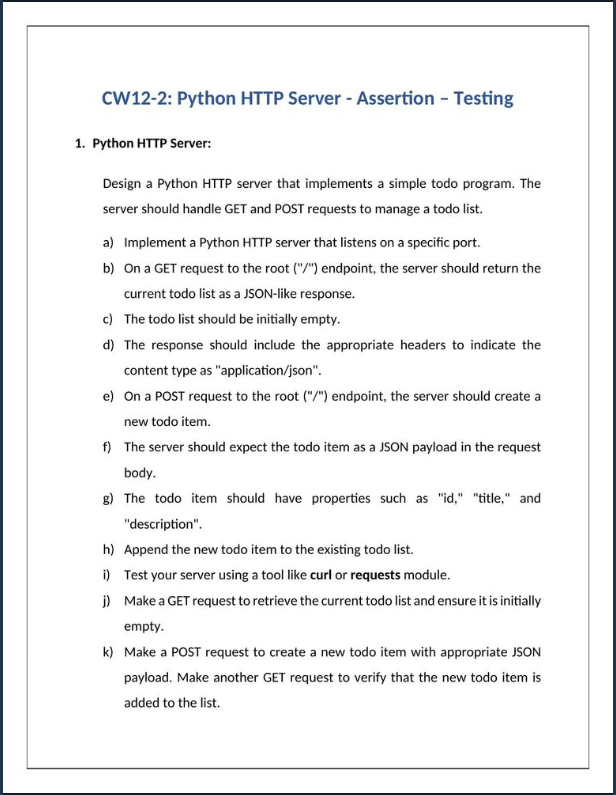 CW12-2: Python HTTP Server - Assertion – Testing
1. Python HTTP Server:
Design a Python HTTP server that implements a simple todo program. The
server should handle GET and POST requests to manage a todo list.
a) Implement a Python HTTP server that listens on a specific port.
b) On a GET request to the root ("/") endpoint, the server should return the
current todo list as a JSON-like response.
c) The todo list should be initially empty.
d) The response should include the appropriate headers to indicate the
content type as "application/json".
e) On a POST request to the root ("/") endpoint, the server should create a
new todo item.
f) The server should expect the todo item as a JSON payload in the request
body.
g) The todo item should have properties such as "id," "title," and
"description".
h) Append the new todo item to the existing todo list.
i) Test your server using a tool like curl or requests module.
j) Make a GET request to retrieve the current todo list and ensure it is initially
empty.
k) Make a POST request to create a new todo item with appropriate JSON
payload. Make another GET request to verify that the new todo item is
added to the list.